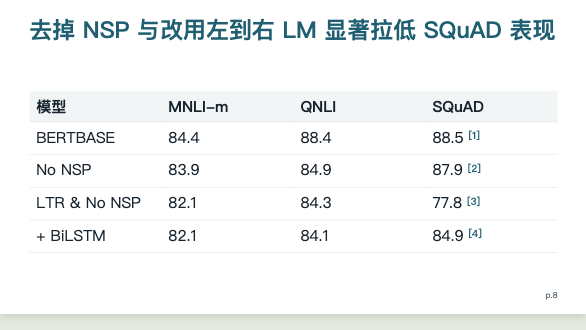 去掉 NSP 与改用左到右 LM 显著拉低 SQuAD 表现
模型 MNLI-m QNLI SQuAD
BERTBASE 84.4 88.4 88.5 [1]
No NSP 83.9 84.9 87.9 [2]
LTR & No NSP 82.1 84.3 77.8 [3]
+ BiLSTM 82.1 84.1 84.9 [4]
p.8